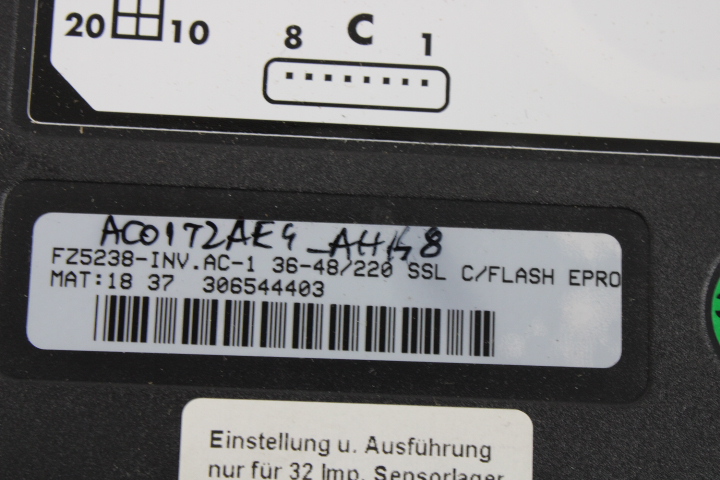 20 10
8 C 1
FZ5238-INV.AC-1 36-48/220 SSL C/FLASH EPRO
MAT:18 37 306544403
Einstellung u. Ausführung
nur für 32 Imp. Sensorlager